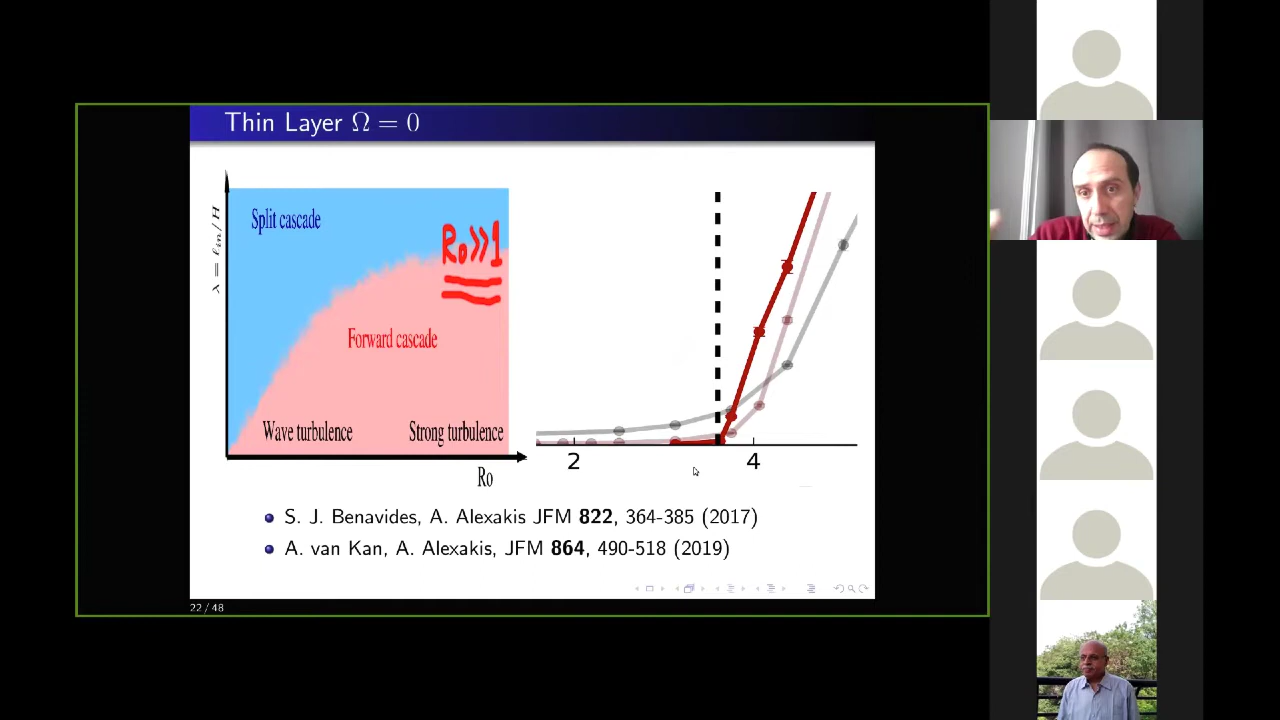 Thin Layer Ω = 0
λ = ℓin/H
Split cascade
Ro≫1
Forward cascade
Wave turbulence
Strong turbulence
Ro
2
4
S. J. Benavides, A. Alexakis JFM 822, 364-385 (2017)
A. van Kan, A. Alexakis, JFM 864, 490-518 (2019)
22 / 48